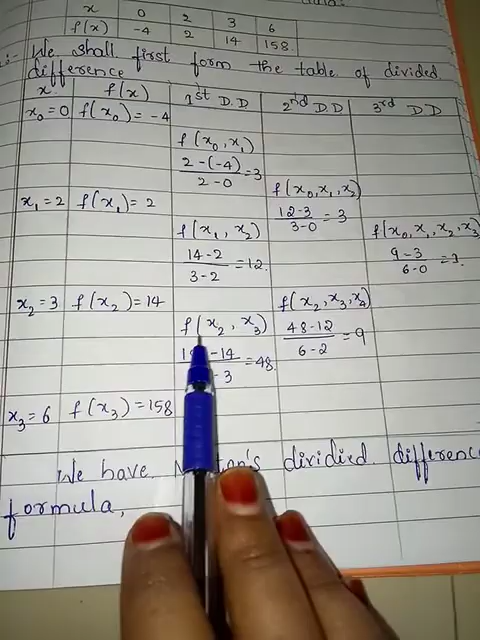 x 0 2 3 6
f(x) -4 2 14 158
We shall first form the table of divided
difference
x f(x) 1st D.D 2nd D.D 3rd DD
x₀=0 f(x₀)=-4
f(x₀,x₁)
2-(-4)/2-0 =3
f(x₀,x₁,x₂)
x₁=2 f(x₁)=2
12-3/3-0 =3
f(x₁,x₂) f(x₀,x₁,x₂,x₃)
14-2/3-2 =12. 9-3/6-0 =3.
x₂=3 f(x₂)=14 f(x₂,x₃,x₄)
f(x₂,x₃)
48-12/6-2 =9
-14/-3 =48
x₃=6 f(x₃)=158
We have divided difference
formula,